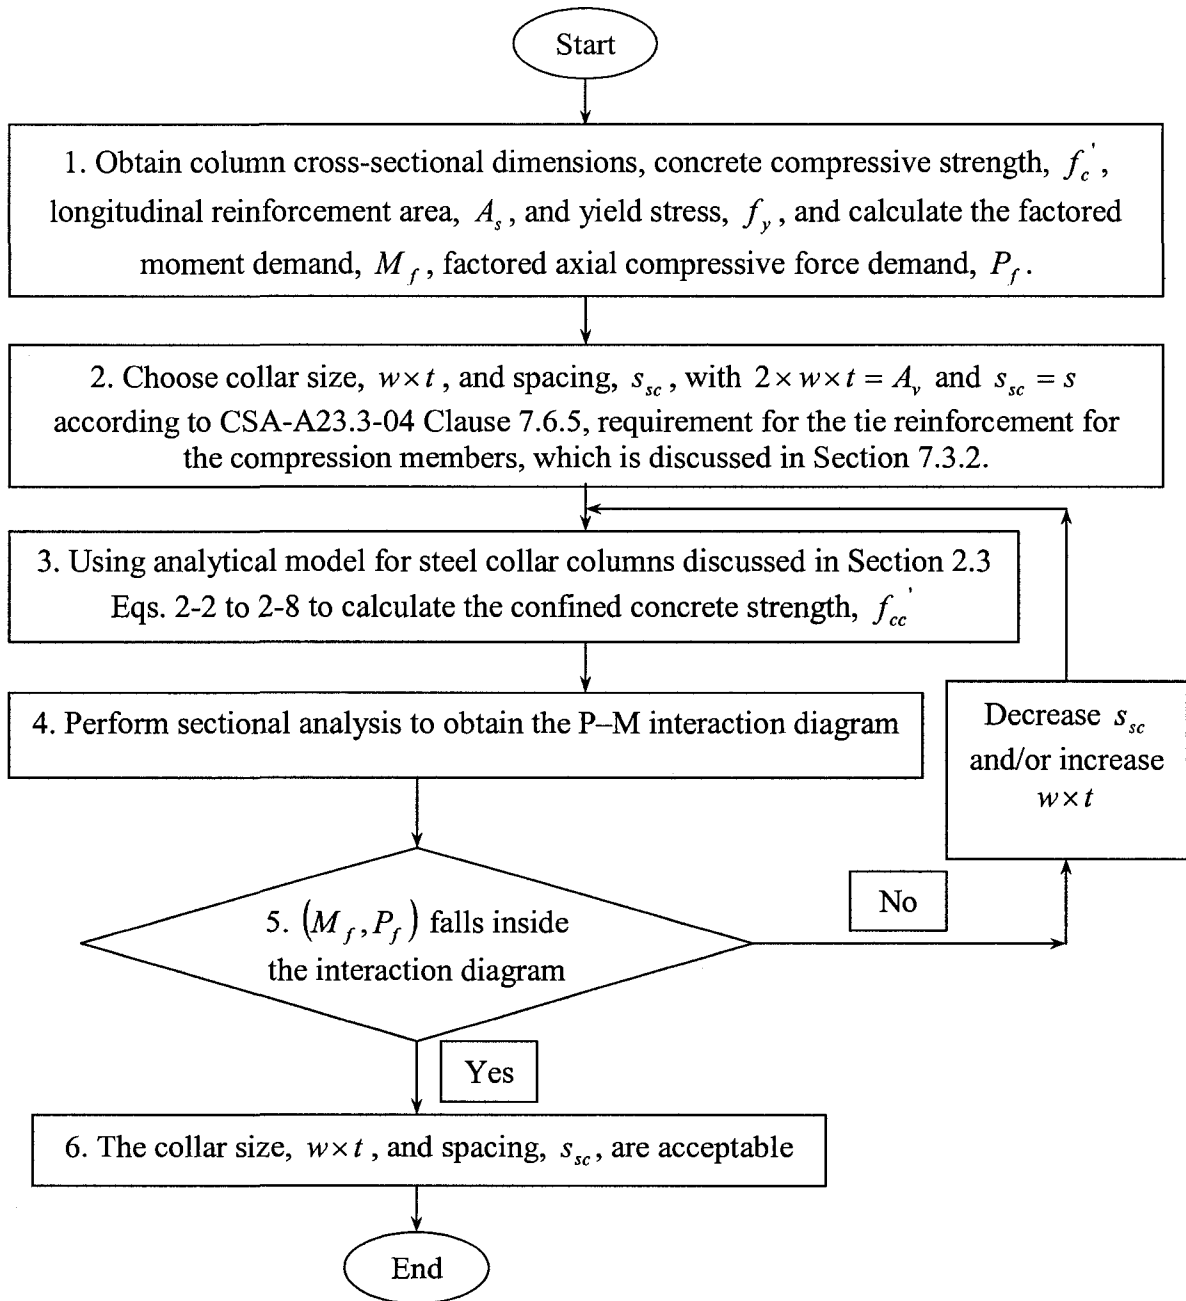 Start
1. Obtain column cross-sectional dimensions, concrete compressive strength, f_c',
longitudinal reinforcement area, A_s, and yield stress, f_y, and calculate the factored
moment demand, M_f, factored axial compressive force demand, P_f.
2. Choose collar size, w×t, and spacing, s_sc, with 2×w×t = A_v and s_sc = s
according to CSA-A23.3-04 Clause 7.6.5, requirement for the tie reinforcement for
the compression members, which is discussed in Section 7.3.2.
3. Using analytical model for steel collar columns discussed in Section 2.3
Eqs. 2-2 to 2-8 to calculate the confined concrete strength, f_cc'
4. Perform sectional analysis to obtain the P–M interaction diagram
Decrease s_sc
and/or increase
w×t
5. (M_f, P_f) falls inside
the interaction diagram
No
Yes
6. The collar size, w×t, and spacing, s_sc, are acceptable
End